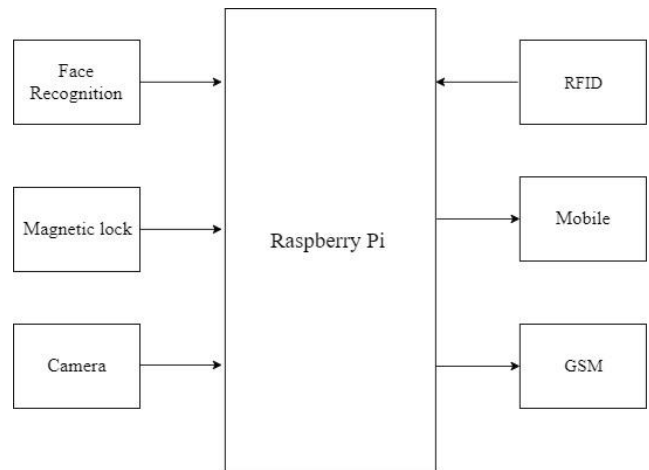 Face
Recognition
RFID
Magnetic lock
Mobile
Raspberry Pi
Camera
GSM